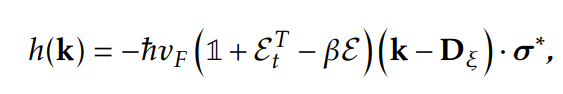 h(𝐤) = −ħv_F (𝟙 + ℰ_t^T − βℰ)(𝐤 − 𝐃_ξ) · 𝛔*,